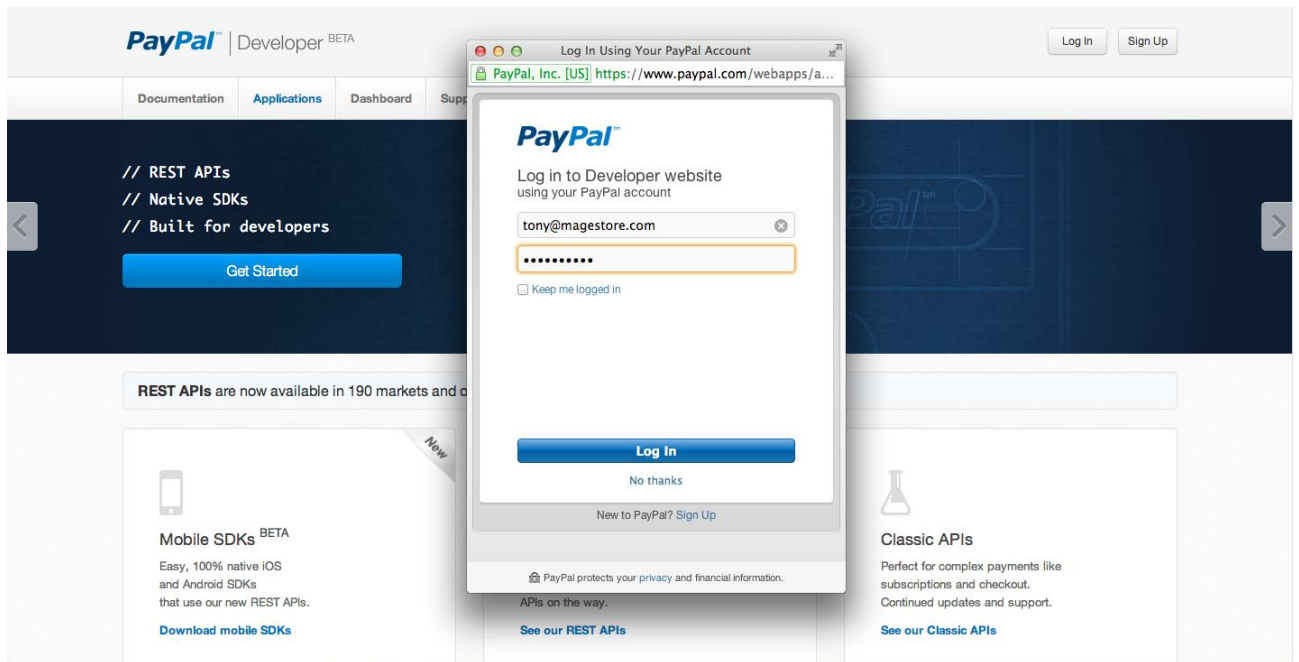 PayPal™ | Developer BETA
Log In
Sign Up
Documentation
Applications
Dashboard
// REST APIs
// Native SDKs
// Built for developers
Get Started
Pal™
REST APIs are now available in 190 markets and
New
Mobile SDKs BETA
Easy, 100% native iOS
and Android SDKs
that use our new REST APIs.
Download mobile SDKs
Log In Using Your PayPal Account
PayPal, Inc. [US] https://www.paypal.com/webapps/a...
PayPal™
Log in to Developer website
using your PayPal account
tony@magestore.com
••••••••••
Keep me logged in
Log In
No thanks
New to PayPal? Sign Up
PayPal protects your privacy and financial information.
APIs on the way.
See our REST APIs
Classic APIs
Perfect for complex payments like
subscriptions and checkout.
Continued updates and support.
See our Classic APIs